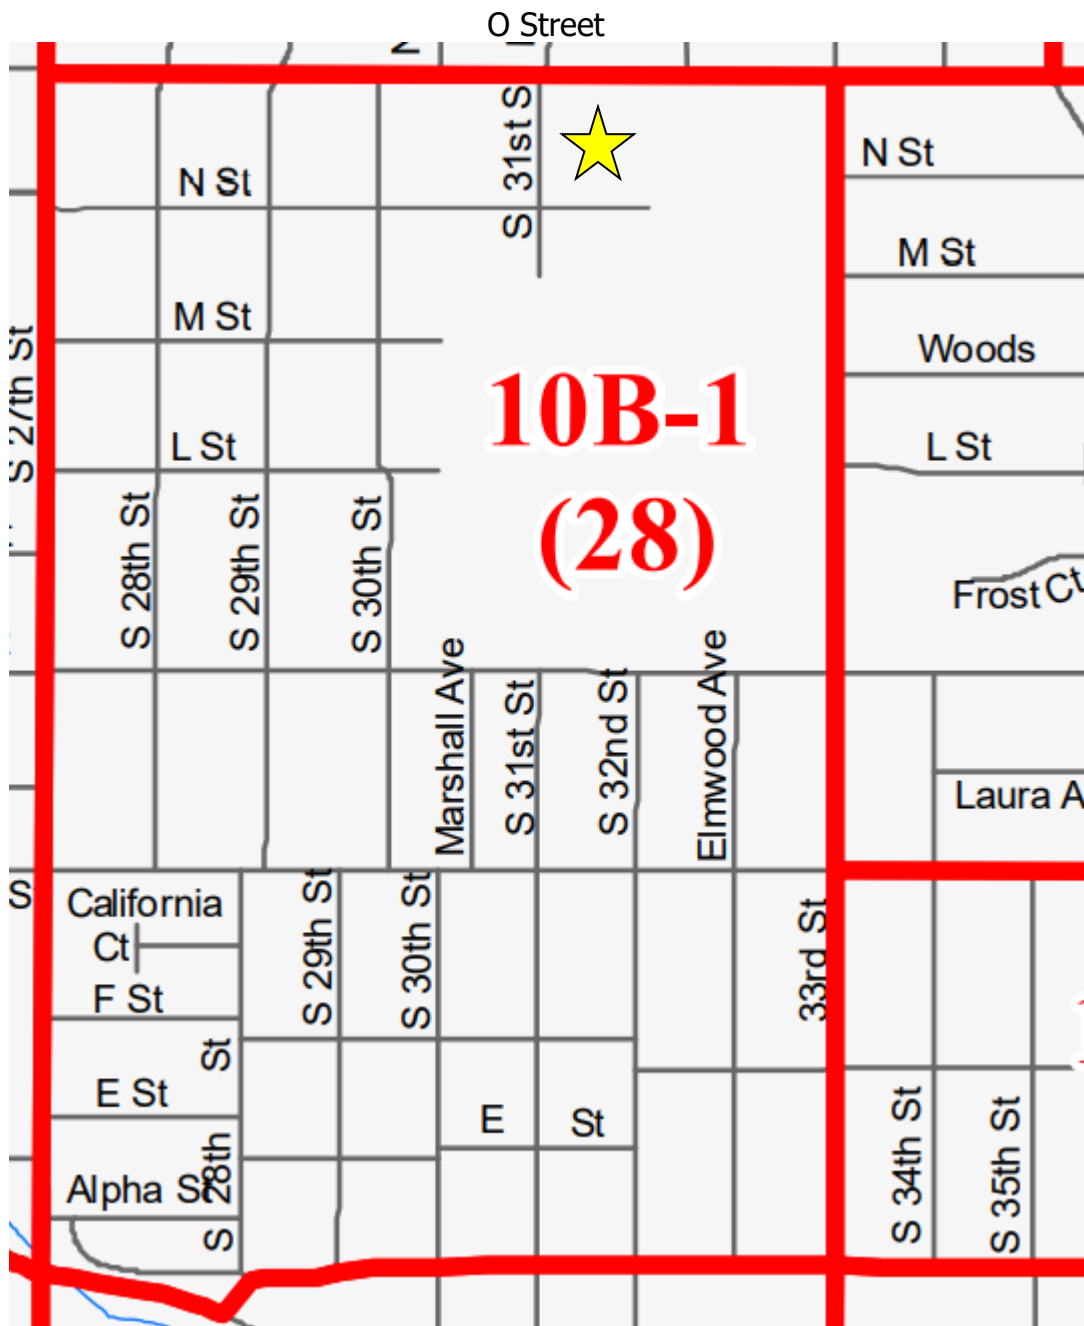 O Street
S 31st S
N St
N St
M St
M St
S 27th St
Woods
10B-1
L St
L St
(28)
S 28th St
S 29th St
S 30th St
Frost Ct
Marshall Ave
S 31st St
S 32nd St
Elmwood Ave
Laura A
S
California
Ct
S 29th St
S 30th St
33rd St
F St
E St
E St
S 28th St
Alpha St
S 34th St
S 35th St